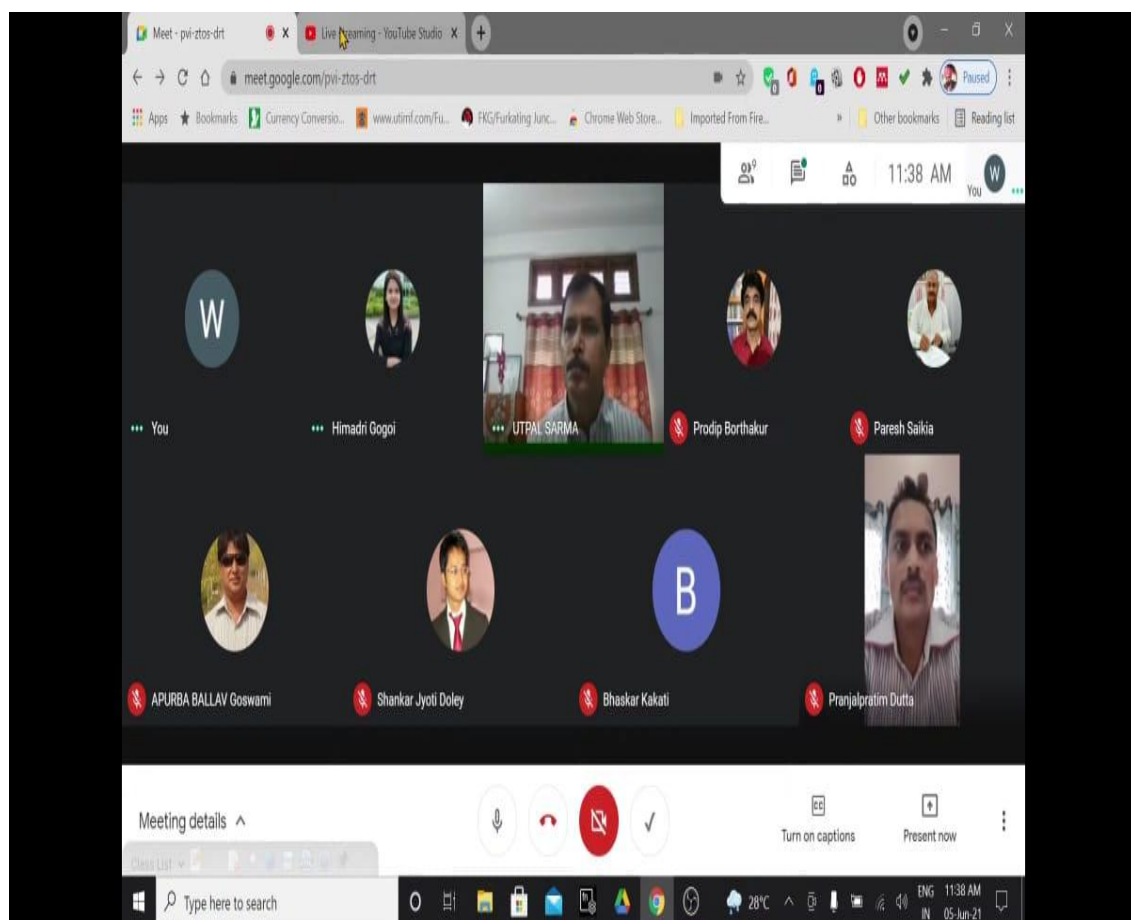 Meet - pvi-ztos-drt
Live Streaming - YouTube Studio
meet.google.com/pvi-ztos-drt
Paused
Apps Bookmarks Currency Conversio... www.utimf.com/Fu... FKG/Furkating Junc... Chrome Web Store... Imported From Fire... » Other bookmarks Reading list
9 11:38 AM You W
W
You
Himadri Gogoi
UTPAL SARMA
Prodip Borthakur
Paresh Saikia
B
APURBA BALLAV Goswami
Shankar Jyoti Doley
Bhaskar Kakati
Pranjalpratim Dutta
Meeting details
Turn on captions
Present now
Class List
Type here to search
28°C
ENG 11:38 AM
IN 05-Jun-21